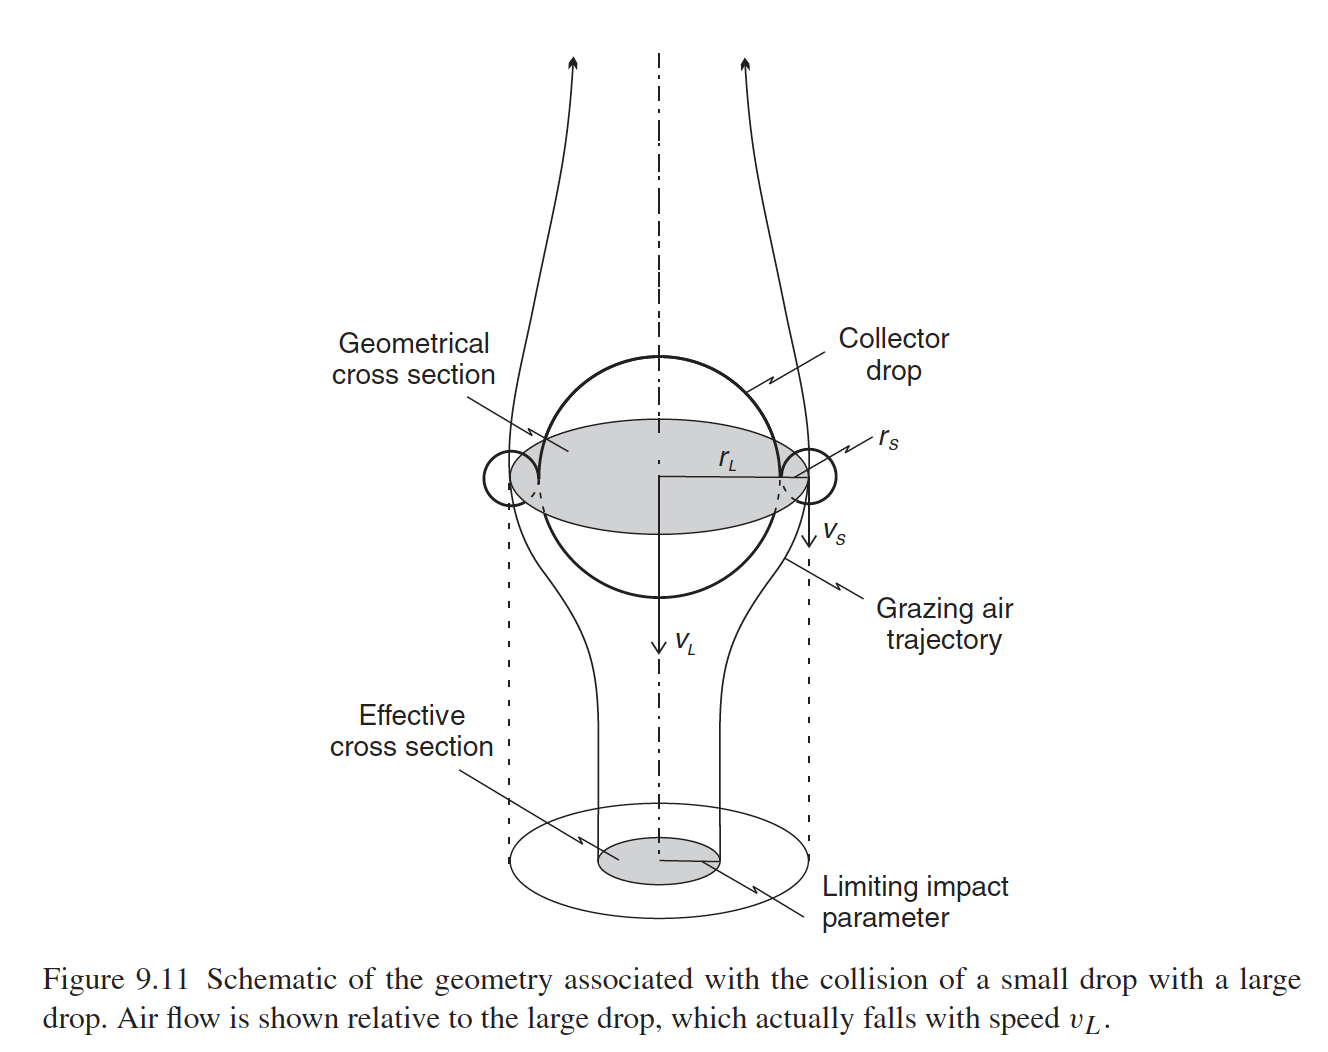 Geometrical
cross section
Collector
drop
r_S
r_L
v_S
Grazing air
trajectory
v_L
Effective
cross section
Limiting impact
parameter
Figure 9.11 Schematic of the geometry associated with the collision of a small drop with a large
drop. Air flow is shown relative to the large drop, which actually falls with speed v_L.